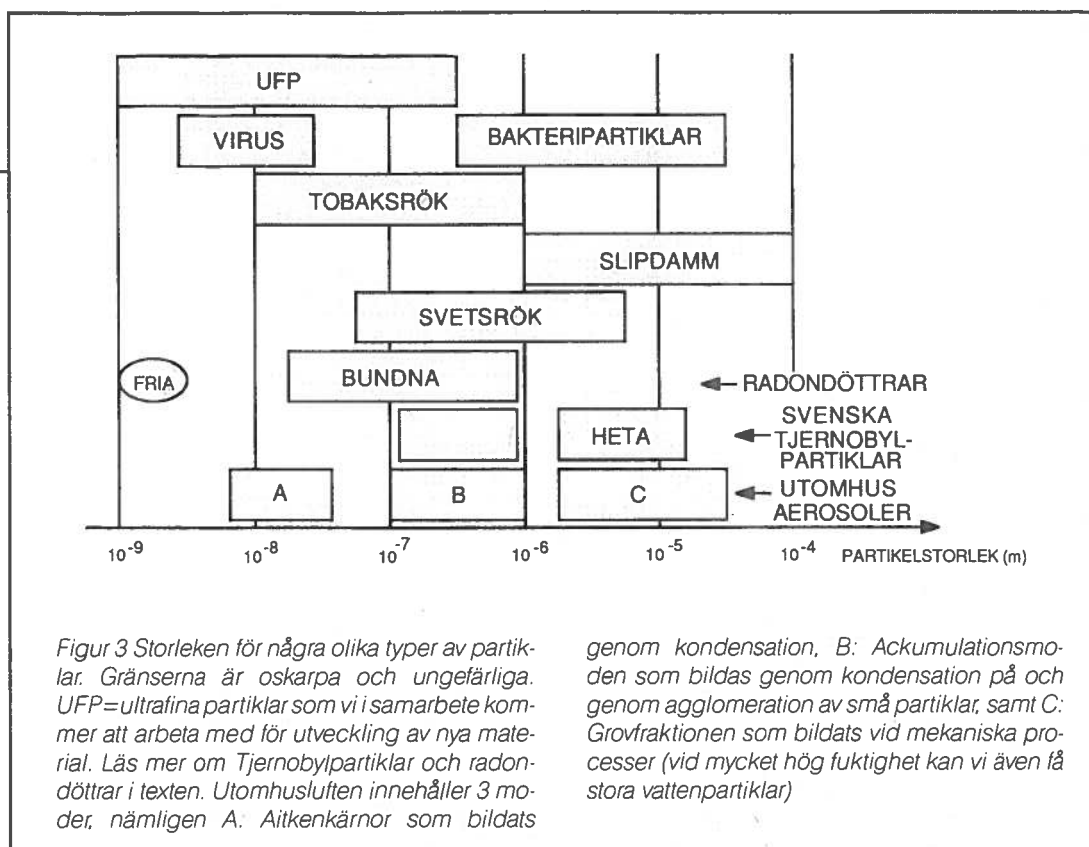 UFP
VIRUS
BAKTERIPARTIKLAR
TOBAKSRÖK
SLIPDAMM
SVETSRÖK
FRIA
BUNDNA
RADONDÖTTRAR
HETA
SVENSKA
TJERNOBYL-
PARTIKLAR
A
B
C
UTOMHUS
AEROSOLER
10-9
10-8
10-7
10-6
10-5
10-4
PARTIKELSTORLEK (m)
Figur 3 Storleken för några olika typer av partik-
lar. Gränserna är oskarpa och ungefärliga.
UFP=ultrafina partiklar som vi i samarbete kom-
mer att arbeta med för utveckling av nya mate-
rial. Läs mer om Tjernobylpartiklar och radon-
döttrar i texten. Utomhusluften innehåller 3 mo-
der, nämligen A: Aitkenkärnor som bildats
genom kondensation, B: Ackumulationsmo-
den som bildas genom kondensation på och
genom agglomeration av små partiklar, samt C:
Grovfraktionen som bildats vid mekaniska pro-
cesser (vid mycket hög fuktighet kan vi även få
stora vattenpartiklar)